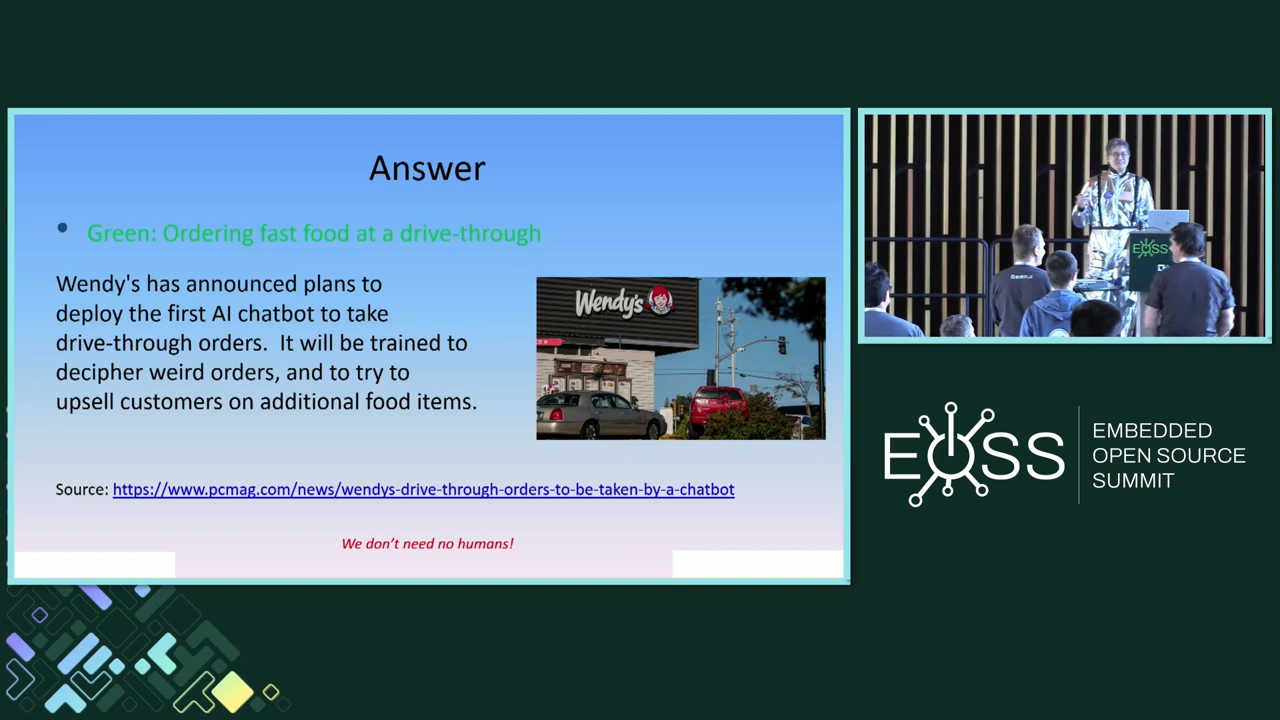 Answer
• Green: Ordering fast food at a drive-through
Wendy's has announced plans to
deploy the first AI chatbot to take
drive-through orders.  It will be trained to
decipher weird orders, and to try to
upsell customers on additional food items.
Wendy's
Source: https://www.pcmag.com/news/wendys-drive-through-orders-to-be-taken-by-a-chatbot
We don't need no humans!
EOSS
EOSS
EMBEDDED
OPEN SOURCE
SUMMIT